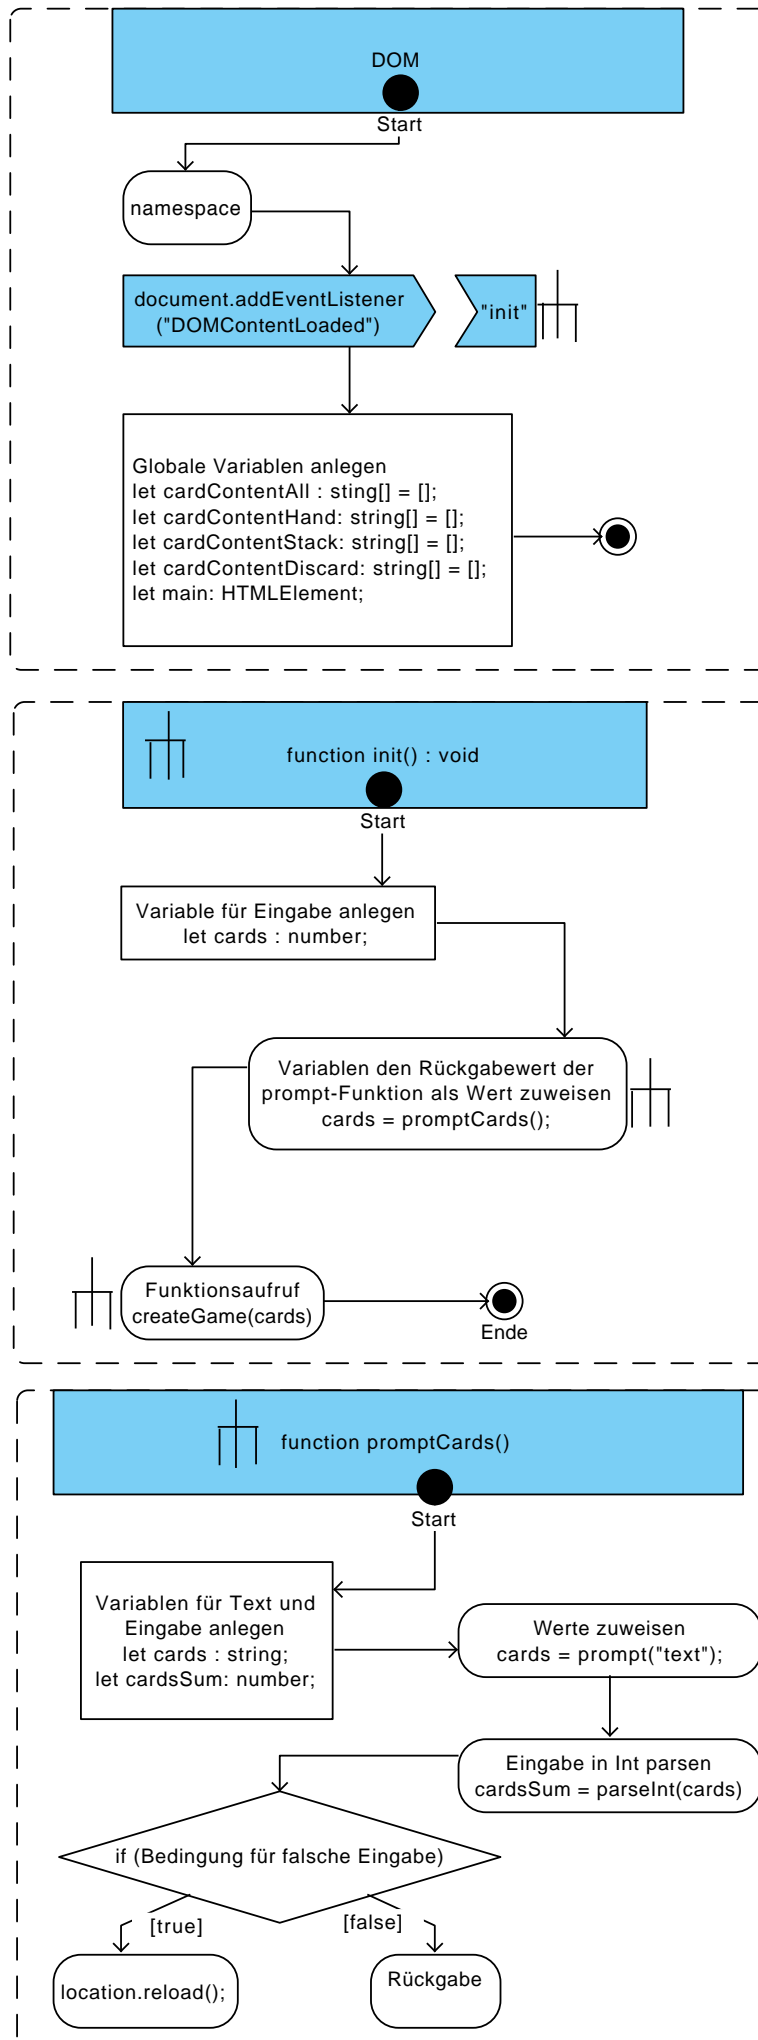 DOM
Start
namespace
document.addEventListener
("DOMContentLoaded")
"init"
Globale Variablen anlegen
let cardContentAll : sting[] = [];
let cardContentHand: string[] = [];
let cardContentStack: string[] = [];
let cardContentDiscard: string[] = [];
let main: HTMLElement;
function init() : void
Start
Variable für Eingabe anlegen
let cards : number;
Variablen den Rückgabewert der
prompt-Funktion als Wert zuweisen
cards = promptCards();
Funktionsaufruf
createGame(cards)
Ende
function promptCards()
Start
Variablen für Text und
Eingabe anlegen
let cards : string;
let cardsSum: number;
Werte zuweisen
cards = prompt("text");
Eingabe in Int parsen
cardsSum = parseInt(cards)
if (Bedingung für falsche Eingabe)
[true]
[false]
location.reload();
Rückgabe